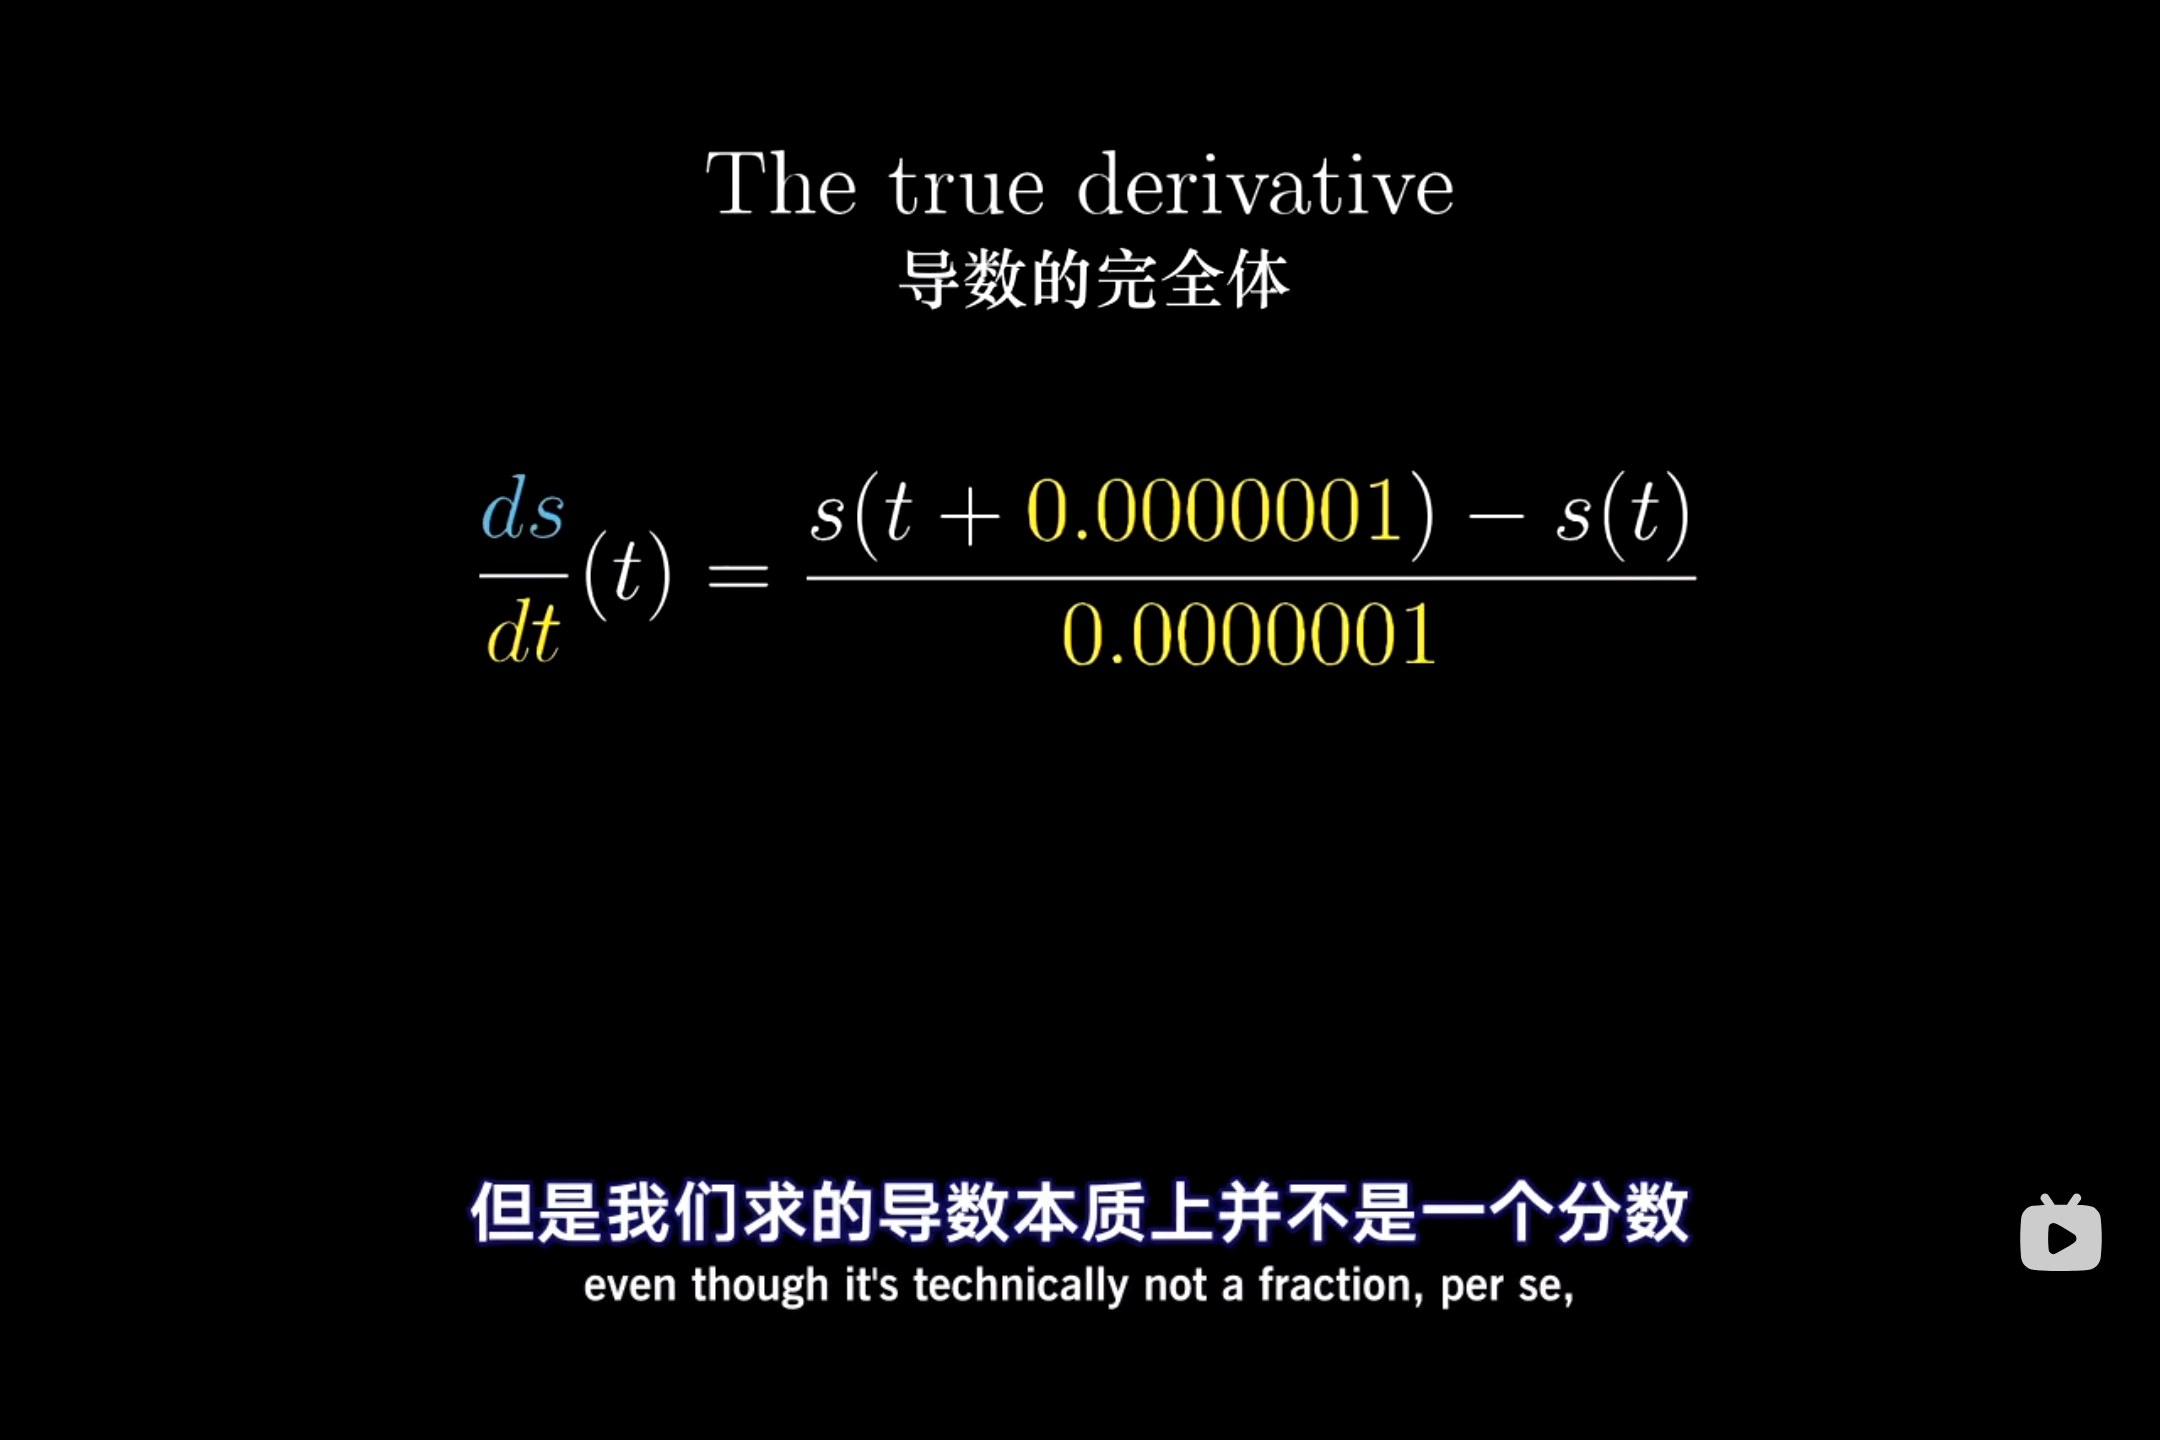 The true derivative
导数的完全体
ds/dt (t) = (s(t + 0.0000001) − s(t)) / 0.0000001
但是我们求的导数本质上并不是一个分数
even though it's technically not a fraction, per se,